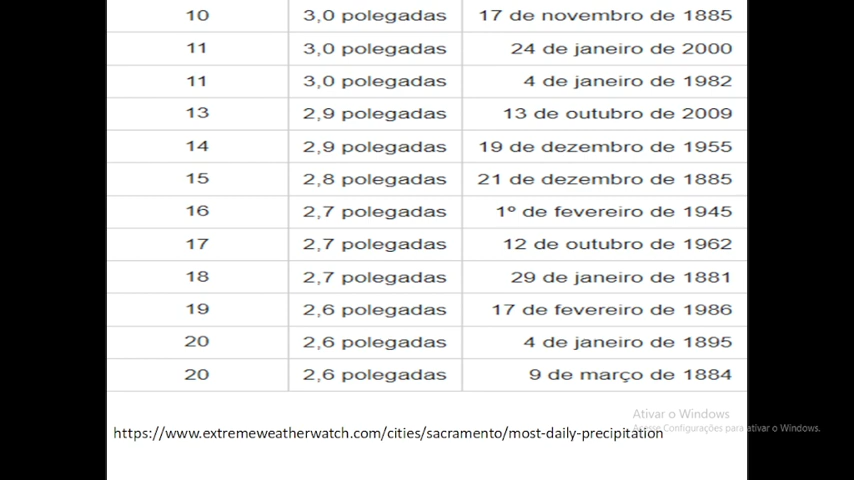 10 3,0 polegadas 17 de novembro de 1885
11 3,0 polegadas 24 de janeiro de 2000
11 3,0 polegadas 4 de janeiro de 1982
13 2,9 polegadas 13 de outubro de 2009
14 2,9 polegadas 19 de dezembro de 1955
15 2,8 polegadas 21 de dezembro de 1885
16 2,7 polegadas 1º de fevereiro de 1945
17 2,7 polegadas 12 de outubro de 1962
18 2,7 polegadas 29 de janeiro de 1881
19 2,6 polegadas 17 de fevereiro de 1986
20 2,6 polegadas 4 de janeiro de 1895
20 2,6 polegadas 9 de março de 1884
Ativar o Windows
Acesse Configurações para ativar o Windows.
https://www.extremeweatherwatch.com/cities/sacramento/most-daily-precipitation